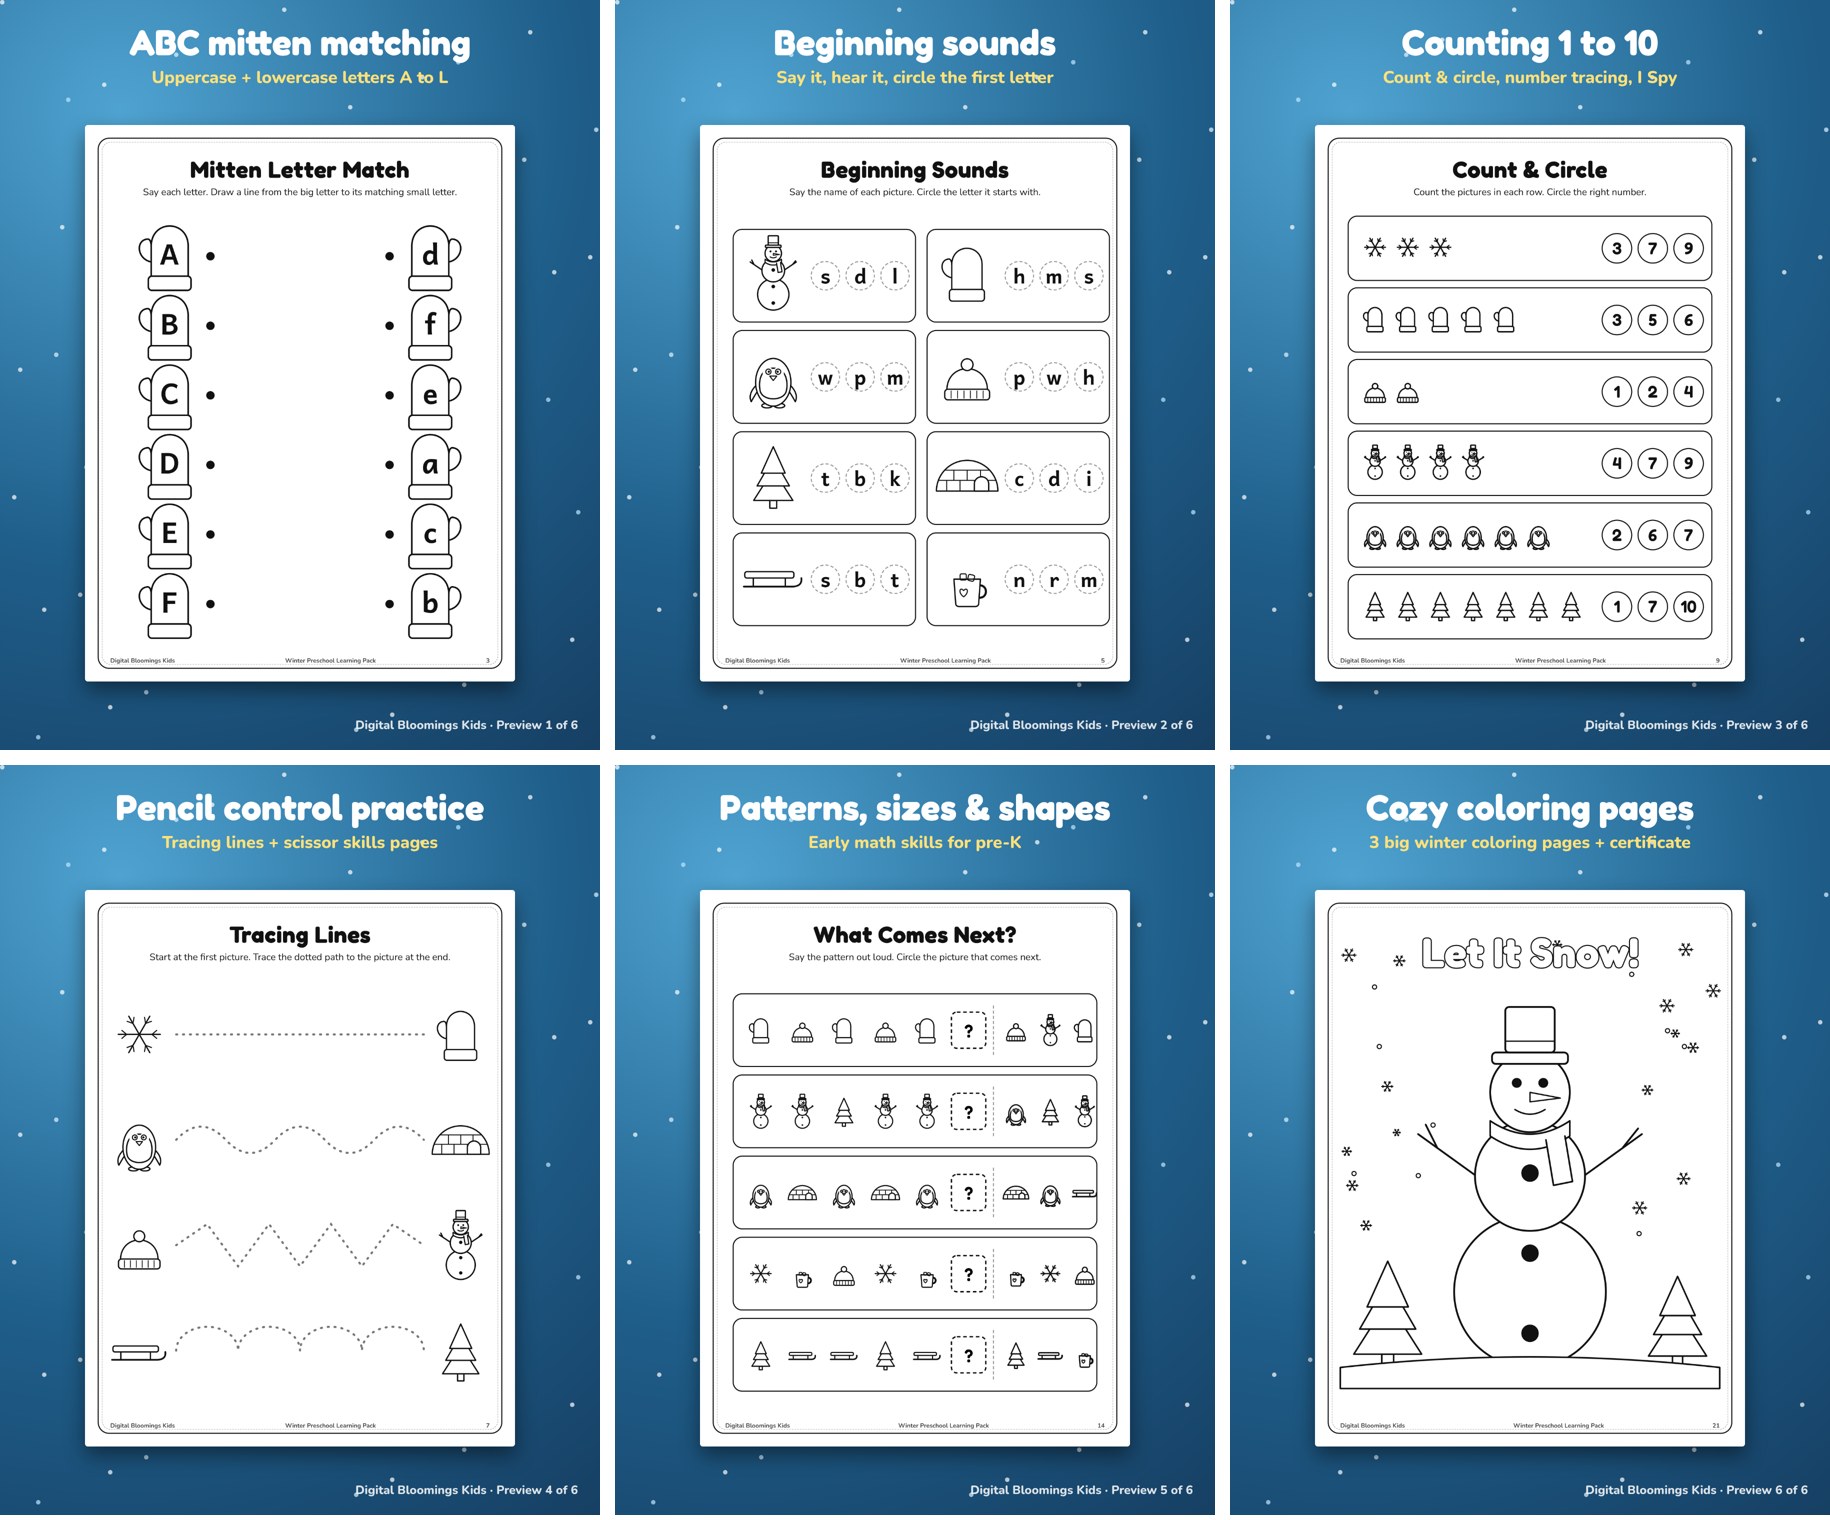 ABC mitten matching
Uppercase + lowercase letters A to L
Mitten Letter Match
Say each letter. Draw a line from the big letter to its matching small letter.
A d
B f
C e
D a
E c
F b
Digital Bloomings Kids Winter Preschool Learning Pack 3
Digital Bloomings Kids · Preview 1 of 6
Beginning sounds
Say it, hear it, circle the first letter
Beginning Sounds
Say the name of each picture. Circle the letter it starts with.
s d l h m s
w p m p w h
t b k c d i
s b t n r m
Digital Bloomings Kids Winter Preschool Learning Pack 5
Digital Bloomings Kids · Preview 2 of 6
Counting 1 to 10
Count & circle, number tracing, I Spy
Count & Circle
Count the pictures in each row. Circle the right number.
3 7 9
3 5 6
1 2 4
4 7 9
2 6 7
1 7 10
Digital Bloomings Kids Winter Preschool Learning Pack 9
Digital Bloomings Kids · Preview 3 of 6
Pencil control practice
Tracing lines + scissor skills pages
Tracing Lines
Start at the first picture. Trace the dotted path to the picture at the end.
Digital Bloomings Kids Winter Preschool Learning Pack 7
Digital Bloomings Kids · Preview 4 of 6
Patterns, sizes & shapes
Early math skills for pre-K
What Comes Next?
Say the pattern out loud. Circle the picture that comes next.
?
?
?
?
?
Digital Bloomings Kids Winter Preschool Learning Pack 14
Digital Bloomings Kids · Preview 5 of 6
Cozy coloring pages
3 big winter coloring pages + certificate
Let It Snow!
Digital Bloomings Kids Winter Preschool Learning Pack 21
Digital Bloomings Kids · Preview 6 of 6